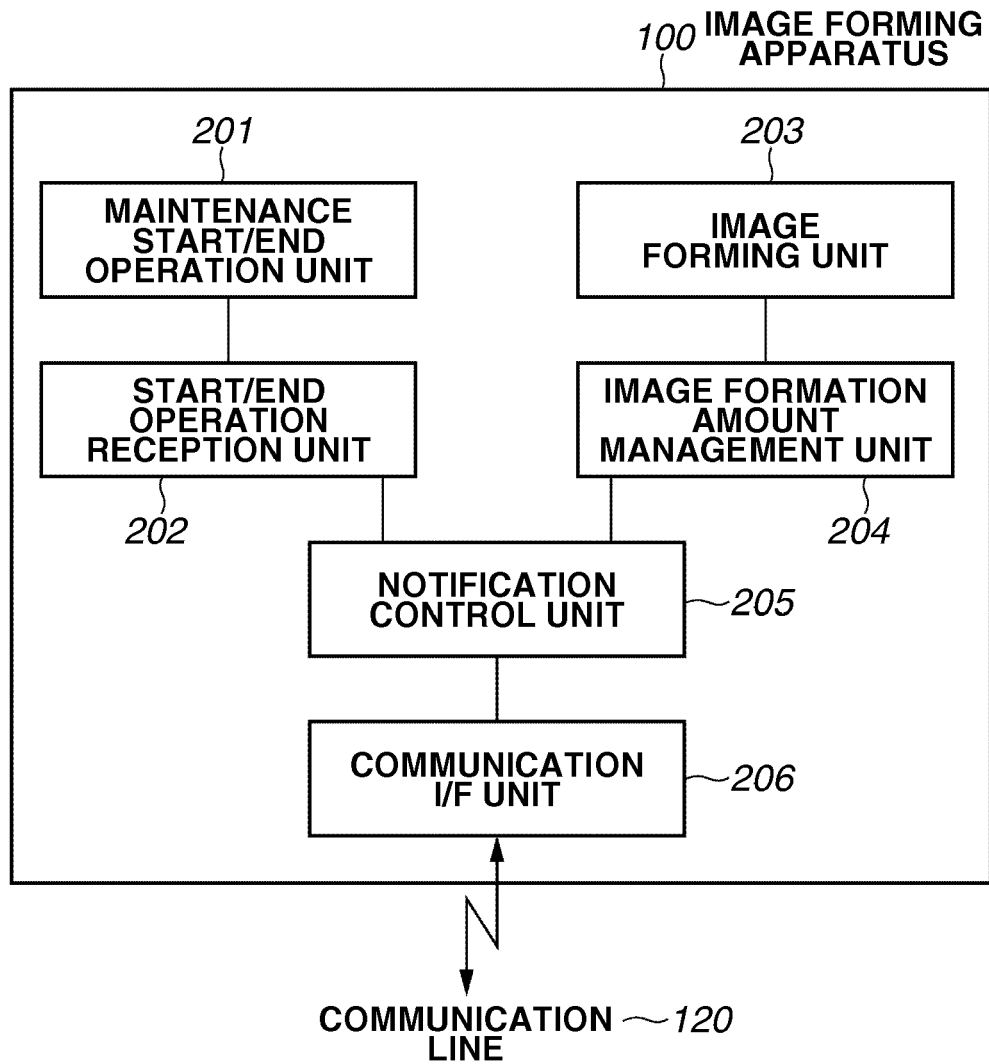 100 IMAGE FORMING
APPARATUS
201
MAINTENANCE
START/END
OPERATION UNIT
203
IMAGE
FORMING UNIT
START/END
OPERATION
RECEPTION UNIT
202
IMAGE FORMATION
AMOUNT
MANAGEMENT UNIT
204
NOTIFICATION
CONTROL UNIT
205
COMMUNICATION
I/F UNIT
206
COMMUNICATION
LINE
120